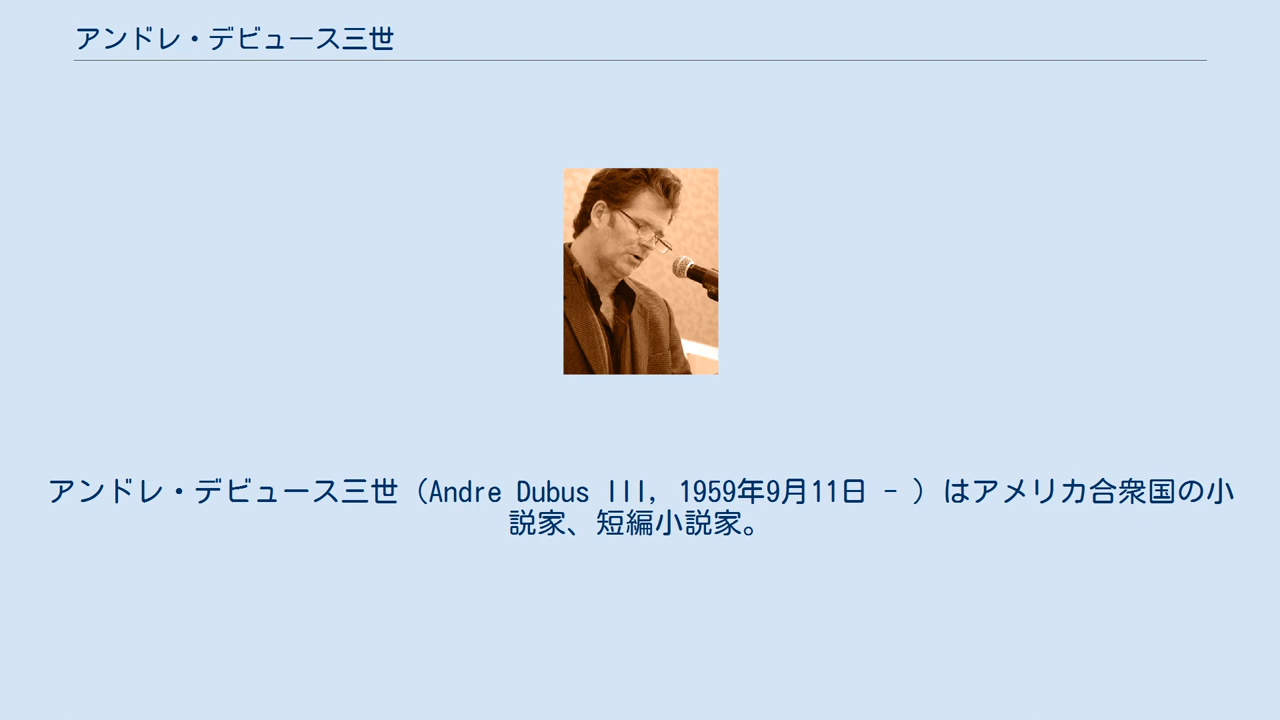 アンドレ・デビュース三世
アンドレ・デビュース三世（Andre Dubus III, 1959年9月11日 - ）はアメリカ合衆国の小
説家、短編小説家。